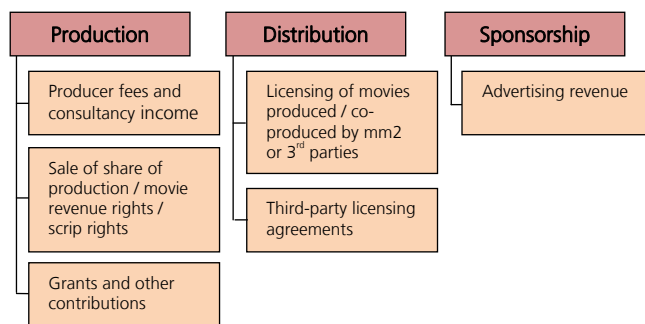 Production
Producer fees and
consultancy income
Sale of share of
production / movie
revenue rights /
scrip rights
Grants and other
contributions
Distribution
Licensing of movies
produced / co-
produced by mm2
or 3rd parties
Third-party licensing
agreements
Sponsorship
Advertising revenue